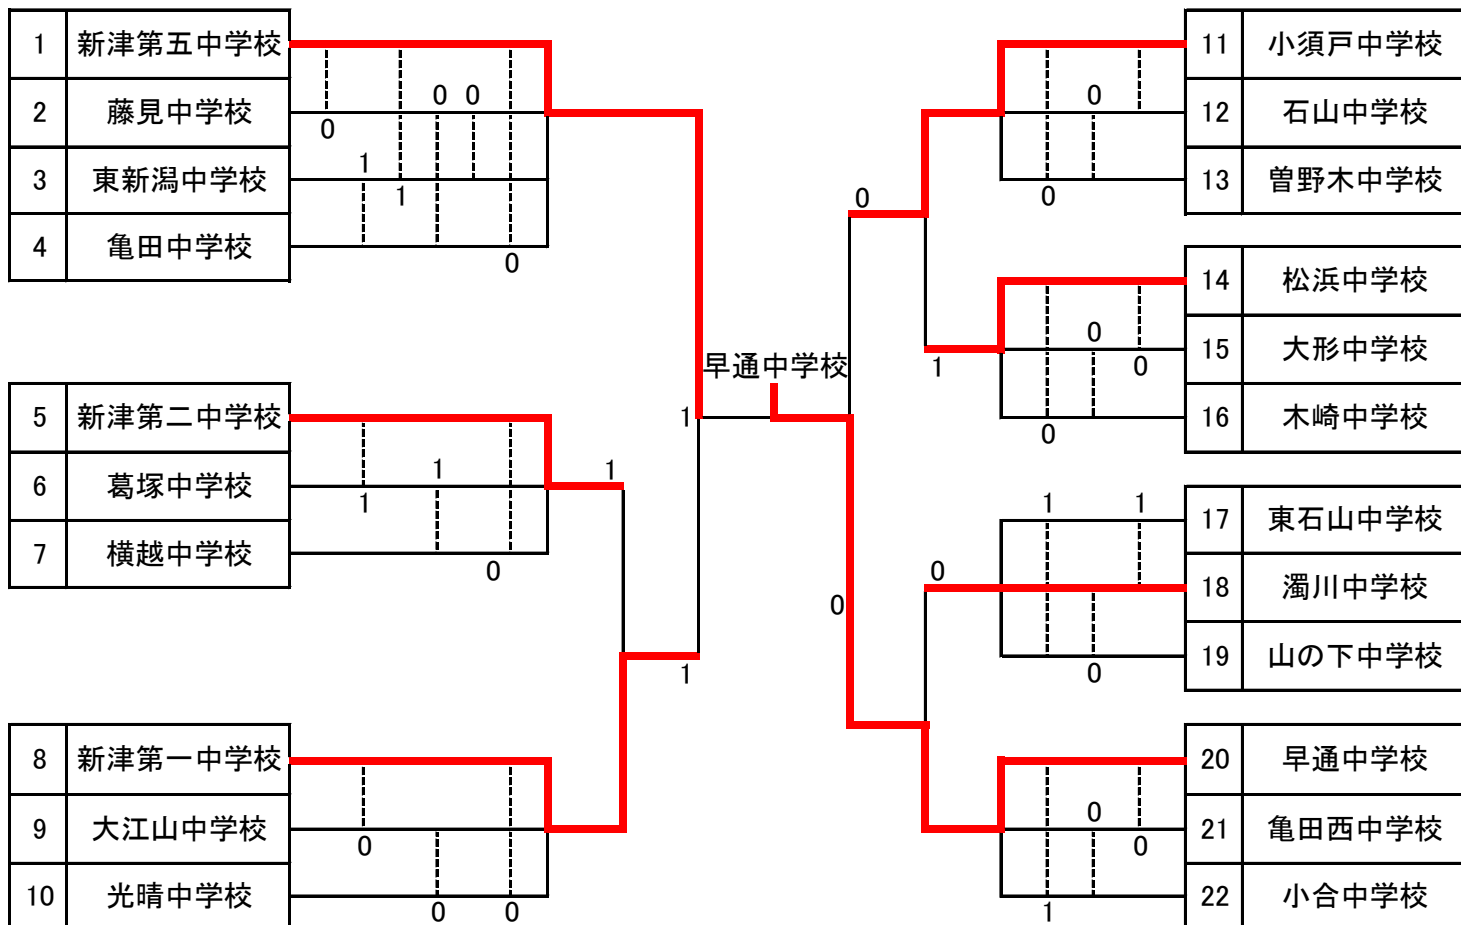 1 新津第五中学校
2 藤見中学校
3 東新潟中学校
4 亀田中学校
0 0
0
1
1
0
5 新津第二中学校
6 葛塚中学校
7 横越中学校
1
1
0
1
8 新津第一中学校
9 大江山中学校
10 光晴中学校
0
0 0
1
1
早通中学校
0
0
11 小須戸中学校
12 石山中学校
13 曽野木中学校
0
0
14 松浜中学校
15 大形中学校
16 木崎中学校
0
0
0
1
17 東石山中学校
18 濁川中学校
19 山の下中学校
1 1
0
0
20 早通中学校
21 亀田西中学校
22 小合中学校
0
0
1